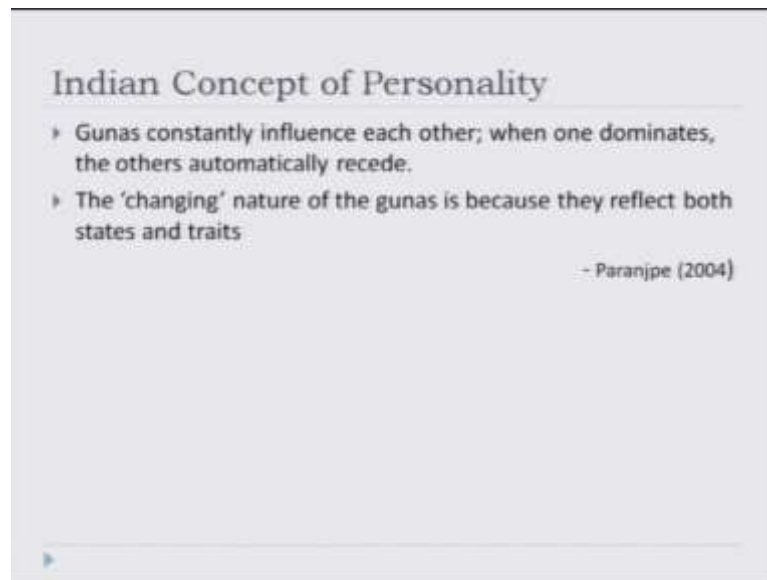 Indian Concept of Personality
Gunas constantly influence each other; when one dominates,
the others automatically recede.
The 'changing' nature of the gunas is because they reflect both
states and traits
- Paranjpe (2004)